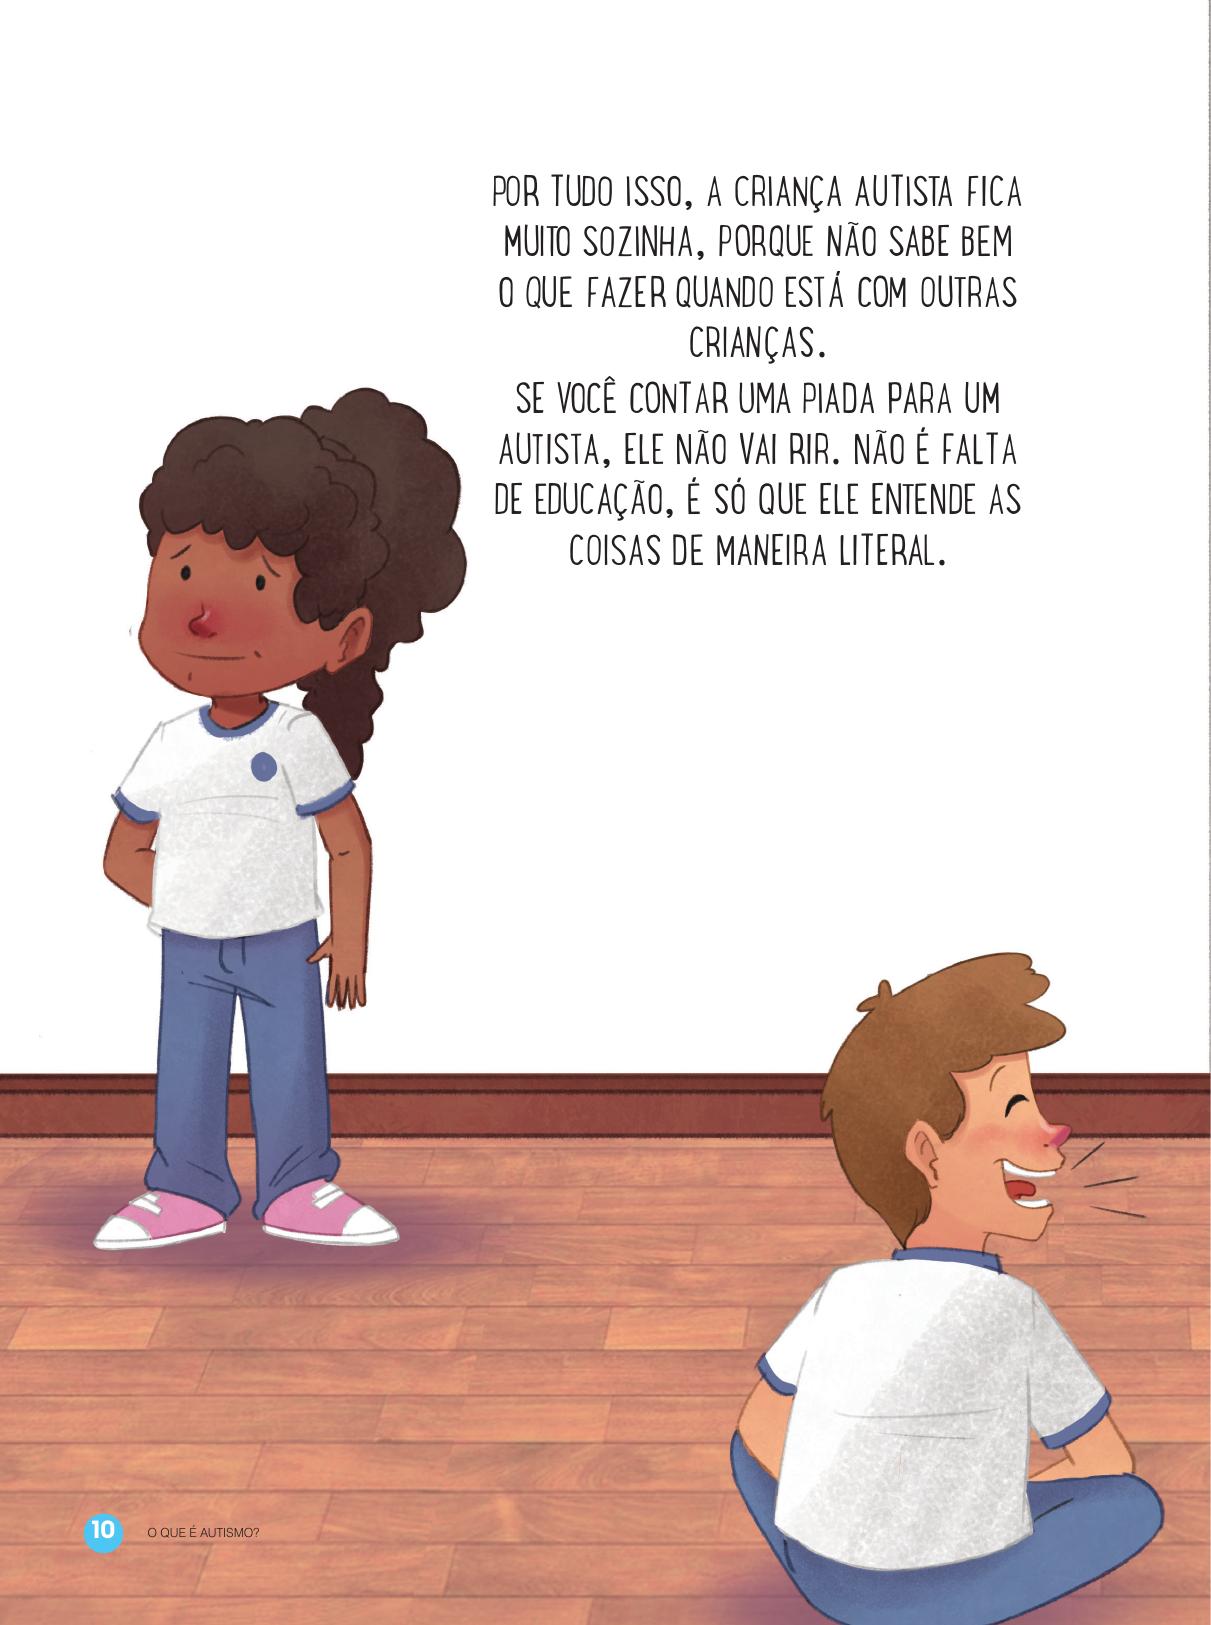 POR TUDO ISSO, A CRIANÇA AUTISTA FICA
MUITO SOZINHA, PORQUE NÃO SABE BEM
O QUE FAZER QUANDO ESTÁ COM OUTRAS
CRIANÇAS.
SE VOCÊ CONTAR UMA PIADA PARA UM
AUTISTA, ELE NÃO VAI RIR. NÃO É FALTA
DE EDUCAÇÃO, É SÓ QUE ELE ENTENDE AS
COISAS DE MANEIRA LITERAL.
10 O QUE É AUTISMO?